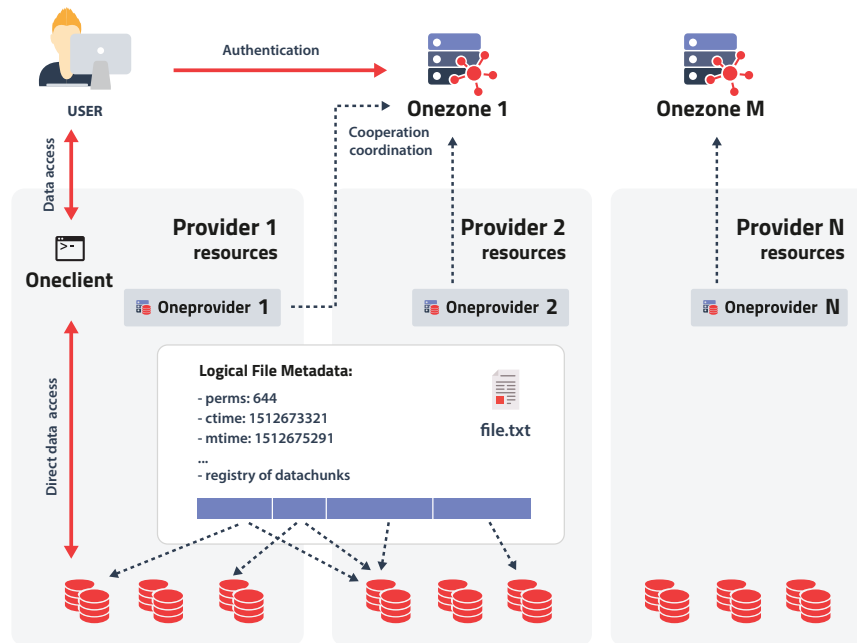 Authentication
USER
Onezone 1
Onezone M
Cooperation
coordination
Data access
Provider 1
resources
Provider 2
resources
Provider N
resources
>-
Oneclient
Oneprovider 1
Oneprovider 2
Oneprovider N
Direct data access
Logical File Metadata:
- perms: 644
- ctime: 1512673321
- mtime: 1512675291
...
- registry of datachunks
file.txt